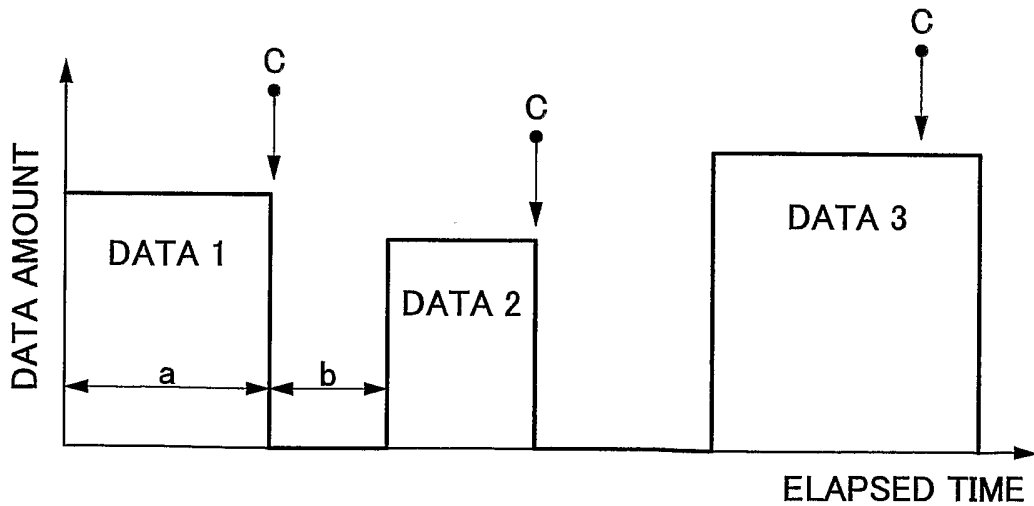 C
C
C
DATA AMOUNT
DATA 1
DATA 2
DATA 3
a
b
ELAPSED TIME